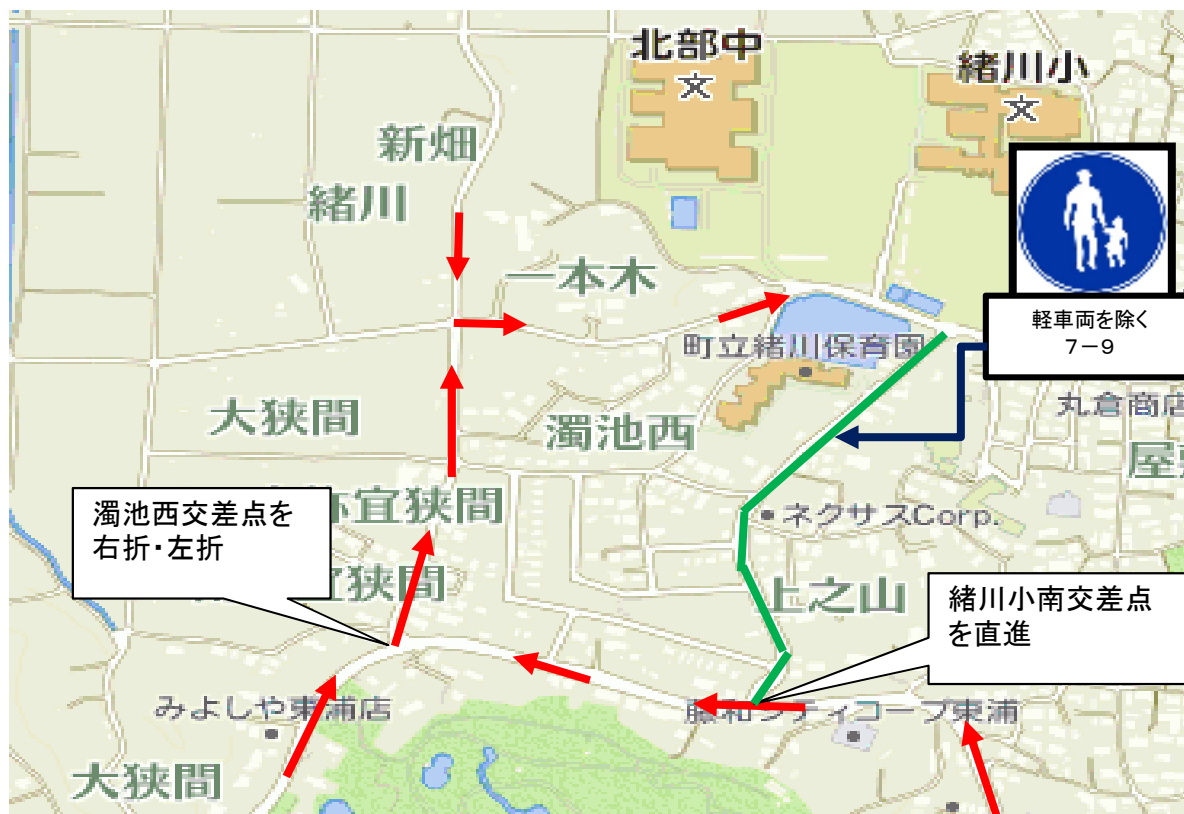 北部中
緒川小
新畑
緒川
一本木
軽車両を除く
7－9
町立緒川保育園
丸倉商店
大狭間
濁池西
屋
濁池西交差点を
右折・左折
宜狭間
ネクサスCorp.
狭間
上之山
緒川小南交差点
を直進
みよしや東浦店
藤和シティコープ東浦
大狭間